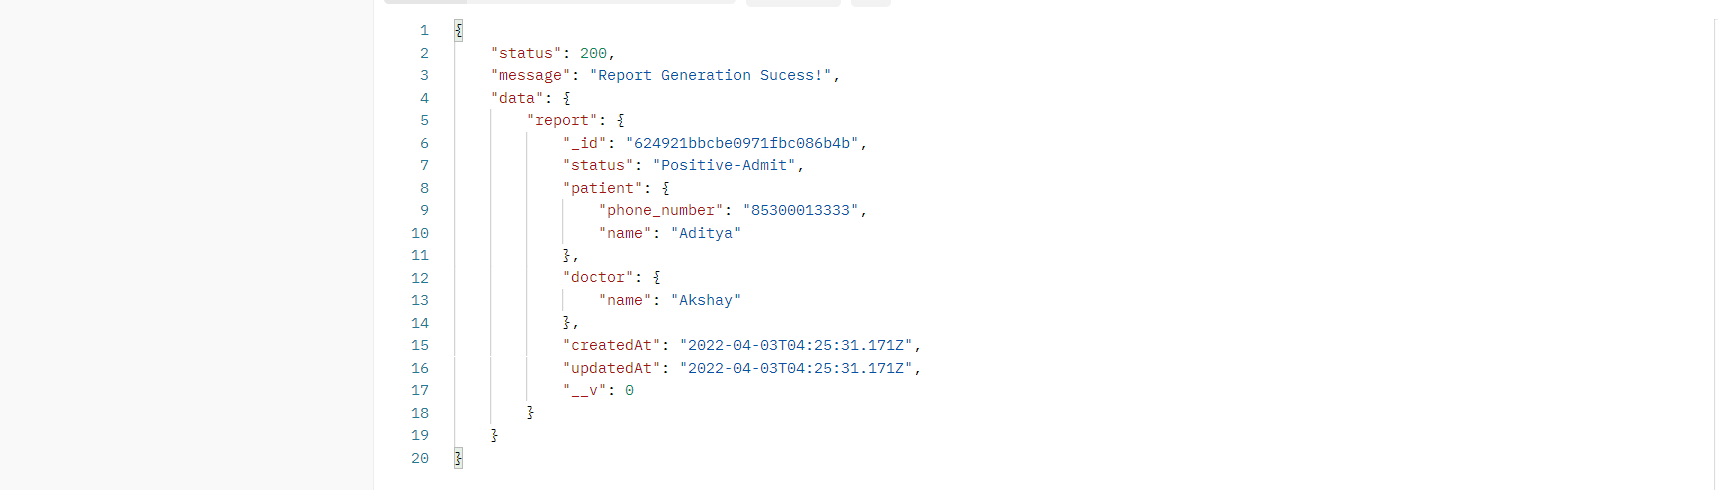 1 {
2 "status": 200,
3 "message": "Report Generation Sucess!",
4 "data": {
5 "report": {
6 "_id": "624921bbcbe0971fbc086b4b",
7 "status": "Positive-Admit",
8 "patient": {
9 "phone_number": "85300013333",
10 "name": "Aditya"
11 },
12 "doctor": {
13 "name": "Akshay"
14 },
15 "createdAt": "2022-04-03T04:25:31.171Z",
16 "updatedAt": "2022-04-03T04:25:31.171Z",
17 "__v": 0
18 }
19 }
20 }